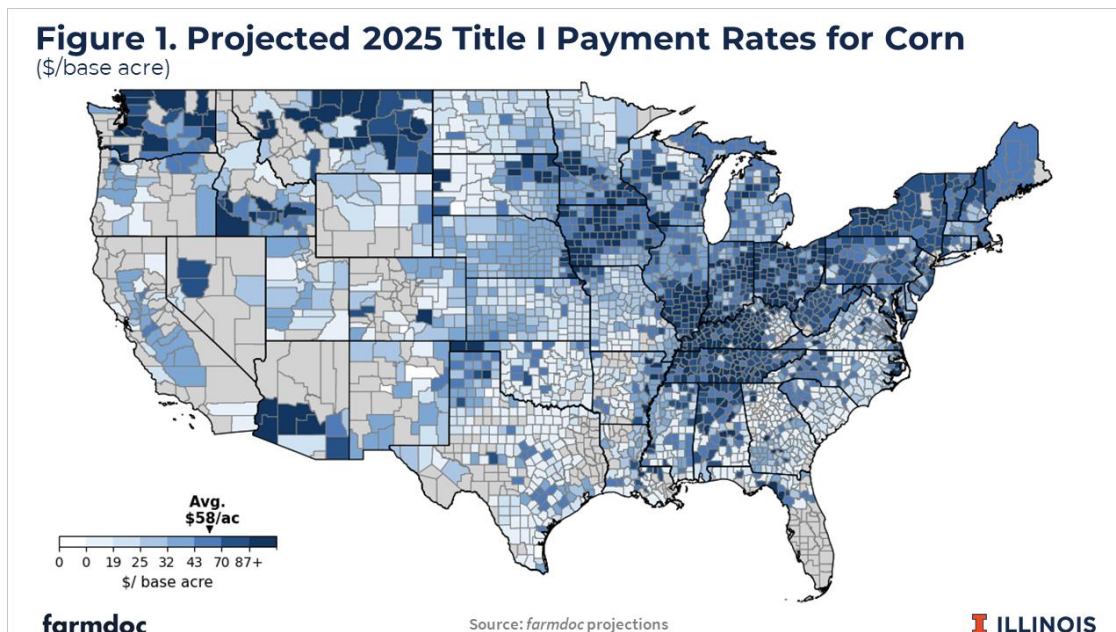 Figure 1. Projected 2025 Title I Payment Rates for Corn
($/base acre)
Avg.
$58/ac
0 0 19 25 32 43 70 87+
$/ base acre
farmdoc
Source: farmdoc projections
I ILLINOIS